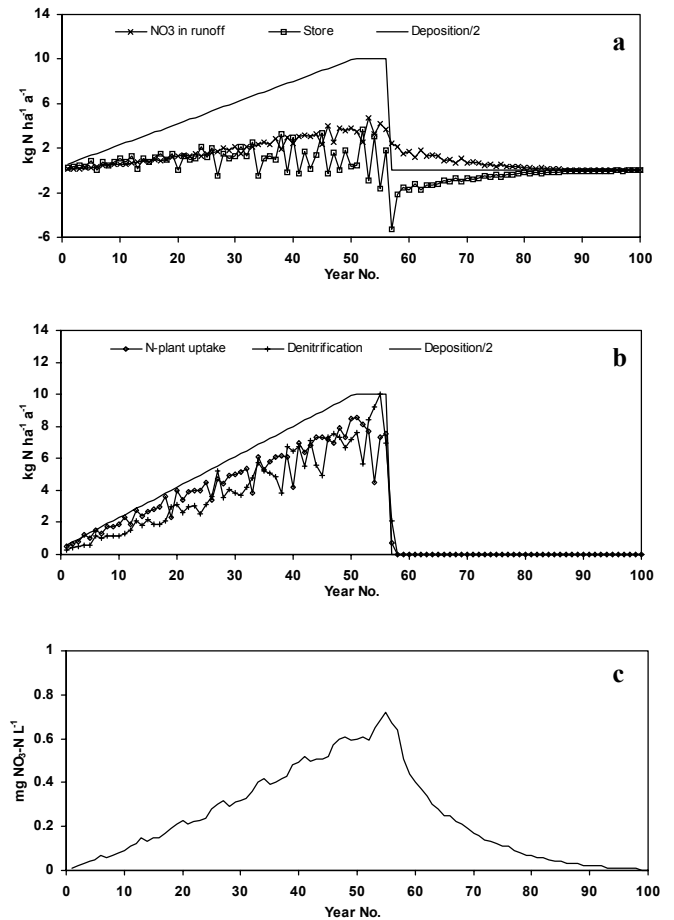 14
NO3 in runoff Store Deposition/2
a
10
6
2
-2
-6
kg N ha-1 a-1
0 10 20 30 40 50 60 70 80 90 100
Year No.
14
N-plant uptake Denitrification Deposition/2
b
12
10
8
6
4
2
0
kg N ha-1 a-1
0 10 20 30 40 50 60 70 80 90 100
Year No.
1
c
0.8
0.6
0.4
0.2
0
mg NO3-N L-1
0 10 20 30 40 50 60 70 80 90 100
Year No.